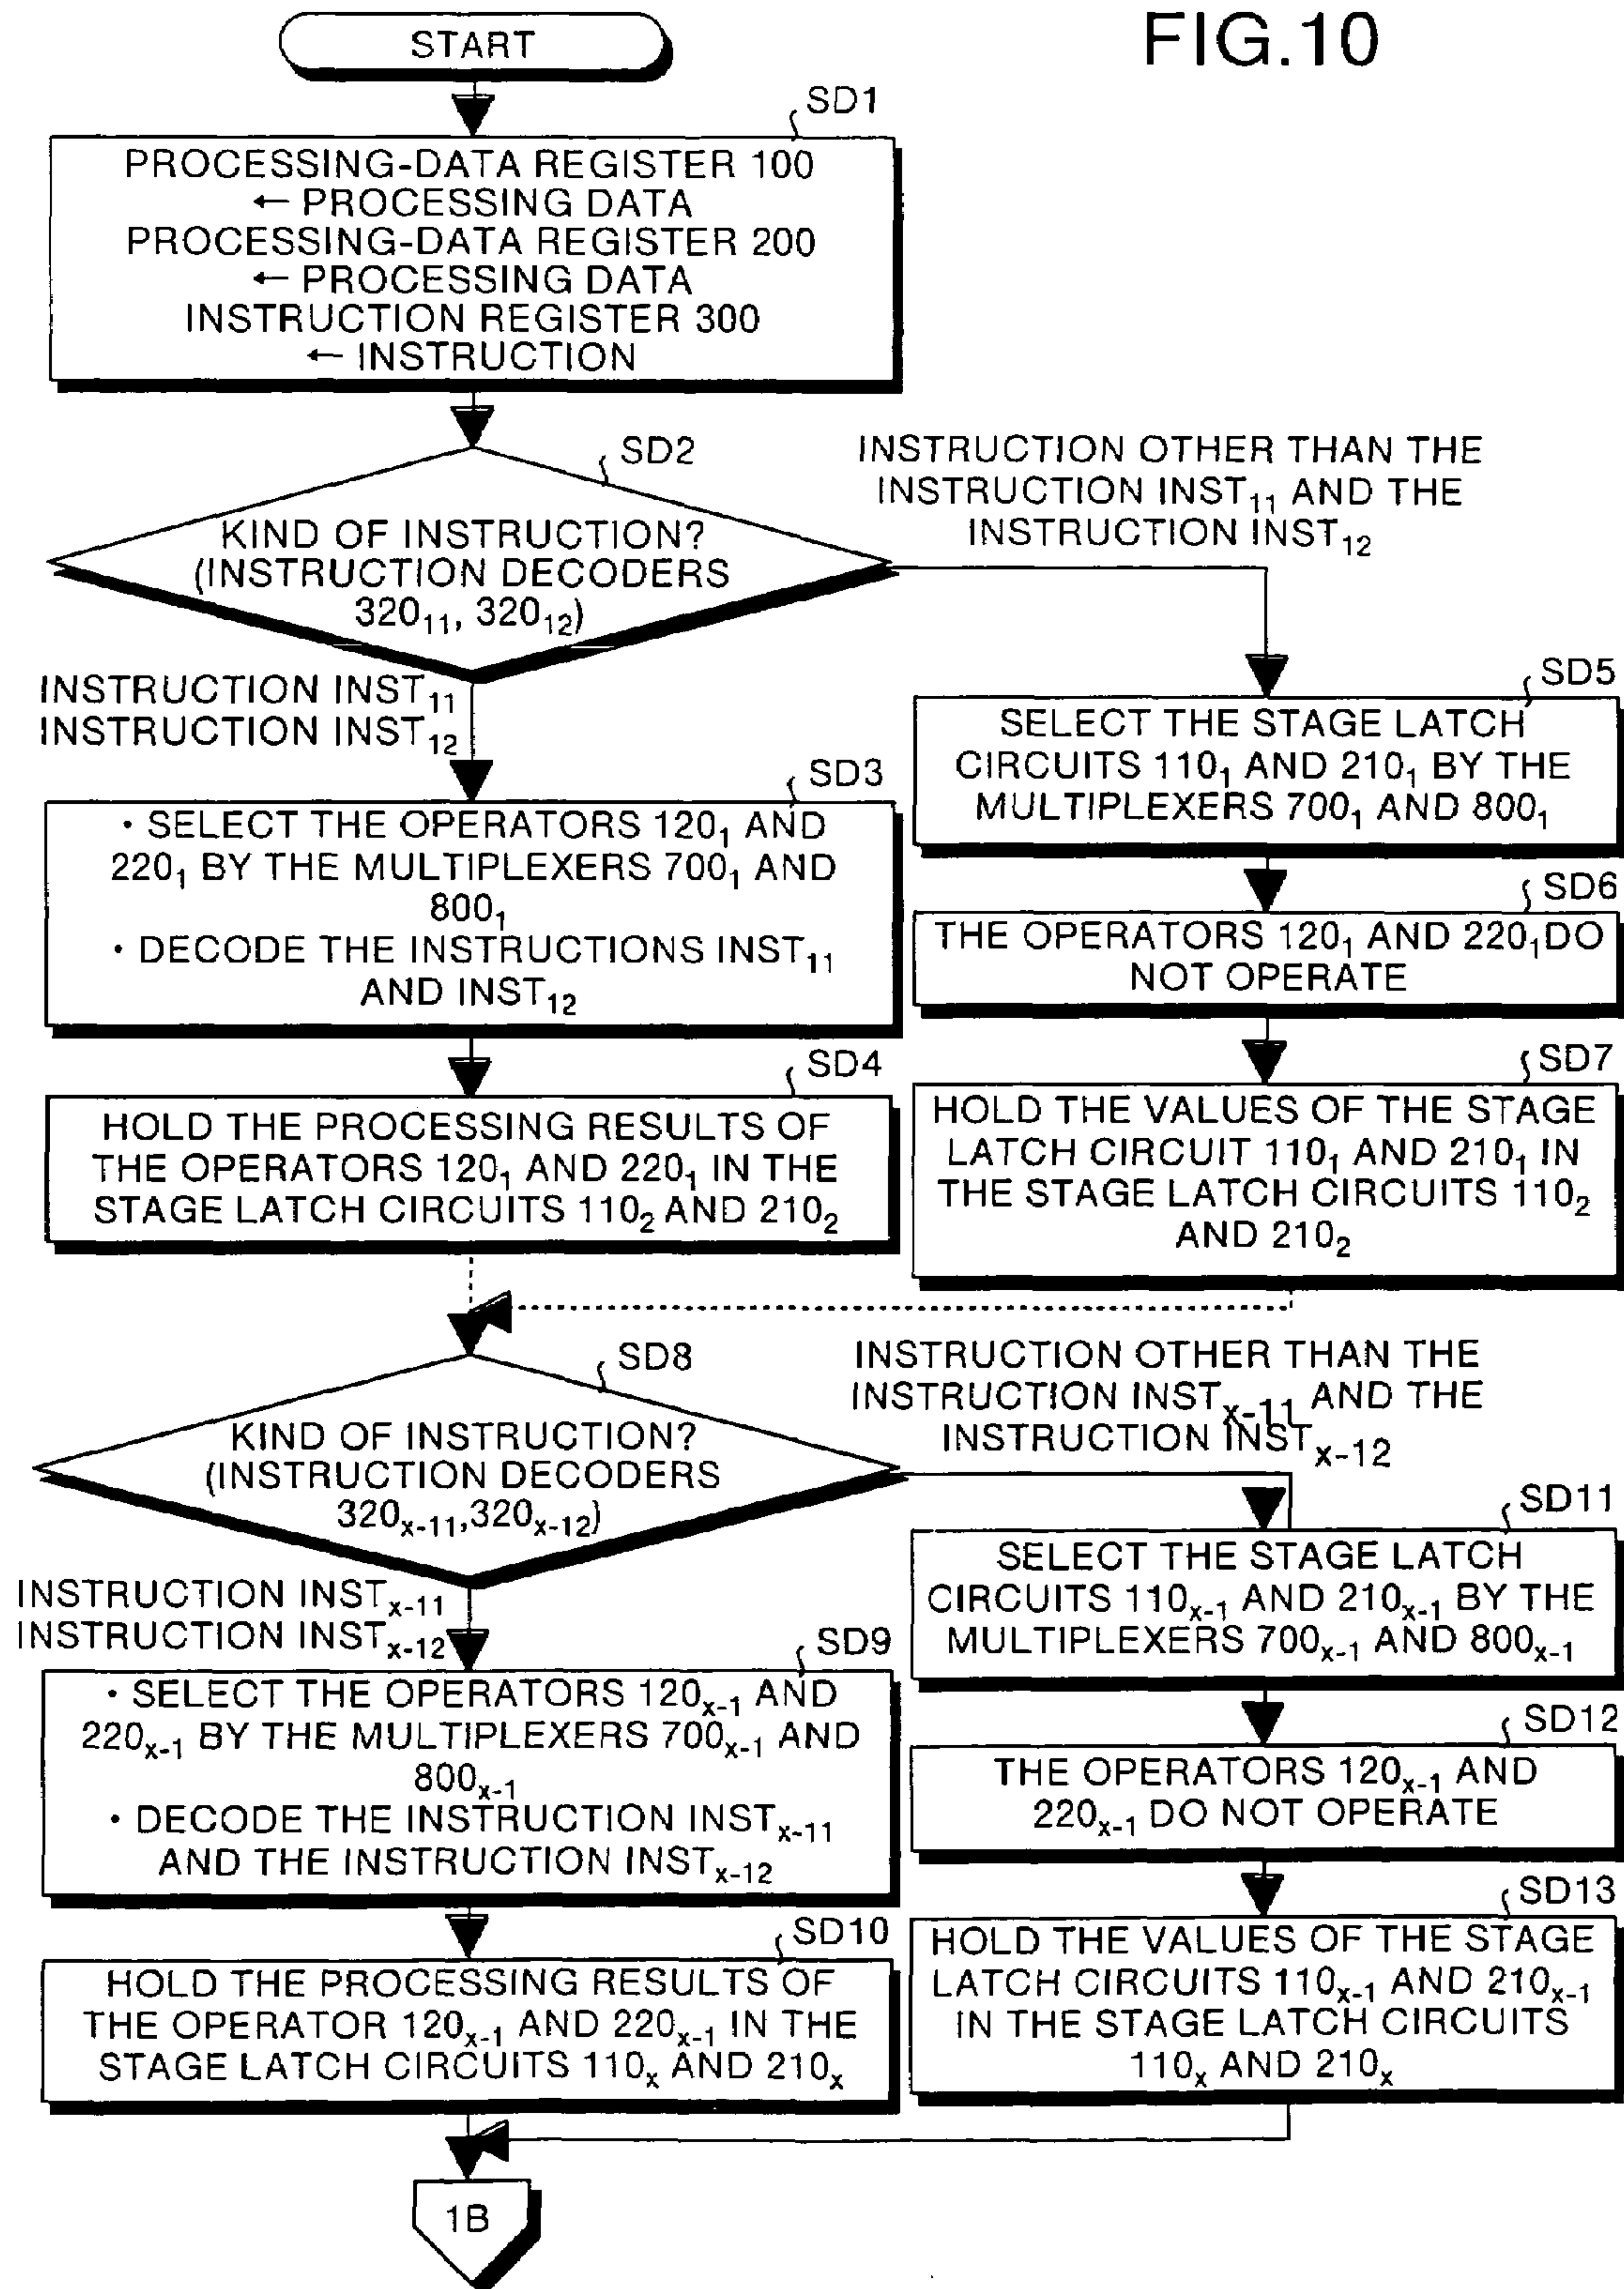 FIG.10
START
SD1
PROCESSING-DATA REGISTER 100
← PROCESSING DATA
PROCESSING-DATA REGISTER 200
← PROCESSING DATA
INSTRUCTION REGISTER 300
← INSTRUCTION
SD2
KIND OF INSTRUCTION?
(INSTRUCTION DECODERS
320₁₁, 320₁₂)
INSTRUCTION OTHER THAN THE
INSTRUCTION INST₁₁ AND THE
INSTRUCTION INST₁₂
INSTRUCTION INST₁₁
INSTRUCTION INST₁₂
SD3
· SELECT THE OPERATORS 120₁ AND
220₁ BY THE MULTIPLEXERS 700₁ AND
800₁
· DECODE THE INSTRUCTIONS INST₁₁
AND INST₁₂
SD4
HOLD THE PROCESSING RESULTS OF
THE OPERATORS 120₁ AND 220₁ IN THE
STAGE LATCH CIRCUITS 110₂ AND 210₂
SD5
SELECT THE STAGE LATCH
CIRCUITS 110₁ AND 210₁ BY THE
MULTIPLEXERS 700₁ AND 800₁
SD6
THE OPERATORS 120₁ AND 220₁DO
NOT OPERATE
SD7
HOLD THE VALUES OF THE STAGE
LATCH CIRCUIT 110₁ AND 210₁ IN
THE STAGE LATCH CIRCUITS 110₂
AND 210₂
SD8
KIND OF INSTRUCTION?
(INSTRUCTION DECODERS
320ₓ₋₁₁,320ₓ₋₁₂)
INSTRUCTION OTHER THAN THE
INSTRUCTION INSTₓ₋₁₁ AND THE
INSTRUCTION INSTₓ₋₁₂
INSTRUCTION INSTₓ₋₁₁
INSTRUCTION INSTₓ₋₁₂
SD9
· SELECT THE OPERATORS 120ₓ₋₁ AND
220ₓ₋₁ BY THE MULTIPLEXERS 700ₓ₋₁ AND
800ₓ₋₁
· DECODE THE INSTRUCTION INSTₓ₋₁₁
AND THE INSTRUCTION INSTₓ₋₁₂
SD10
HOLD THE PROCESSING RESULTS OF
THE OPERATOR 120ₓ₋₁ AND 220ₓ₋₁ IN THE
STAGE LATCH CIRCUITS 110ₓ AND 210ₓ
SD11
SELECT THE STAGE LATCH
CIRCUITS 110ₓ₋₁ AND 210ₓ₋₁ BY THE
MULTIPLEXERS 700ₓ₋₁ AND 800ₓ₋₁
SD12
THE OPERATORS 120ₓ₋₁ AND
220ₓ₋₁ DO NOT OPERATE
SD13
HOLD THE VALUES OF THE STAGE
LATCH CIRCUITS 110ₓ₋₁ AND 210ₓ₋₁
IN THE STAGE LATCH CIRCUITS
110ₓ AND 210ₓ
1B